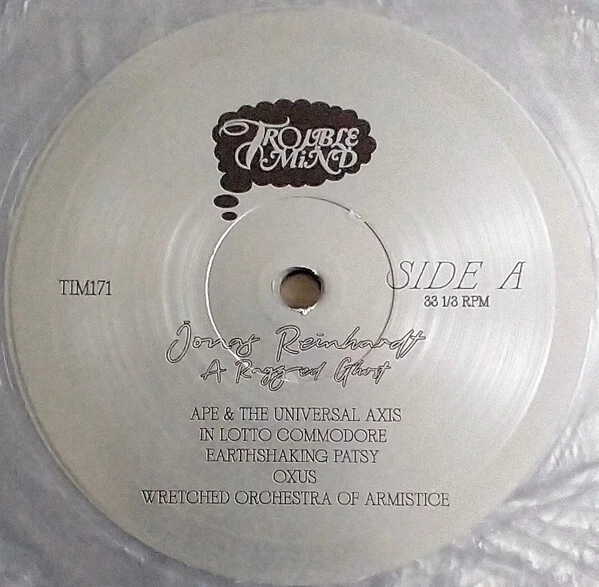 TROUBLE
MiND
TIM171
SIDE A
33 1/3 RPM
Jonas Reinhardt
A Ragged Ghost
APE & THE UNIVERSAL AXIS
IN LOTTO COMMODORE
EARTHSHAKING PATSY
OXUS
WRETCHED ORCHESTRA OF ARMISTICE